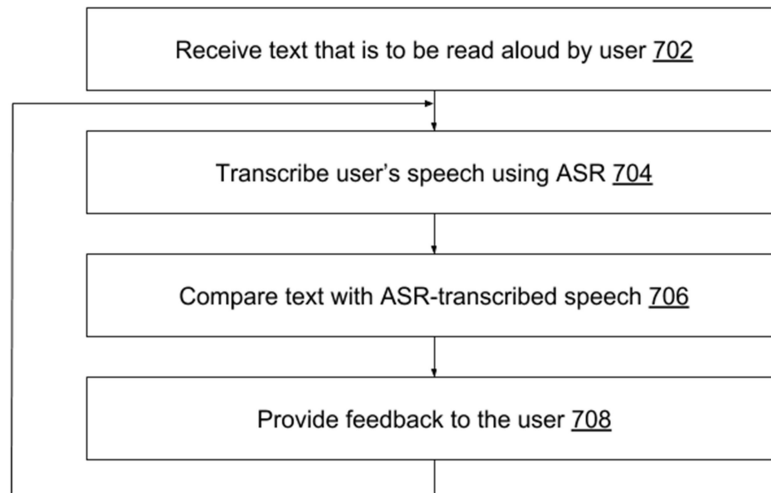 Receive text that is to be read aloud by user 702
Transcribe user’s speech using ASR 704
Compare text with ASR-transcribed speech 706
Provide feedback to the user 708